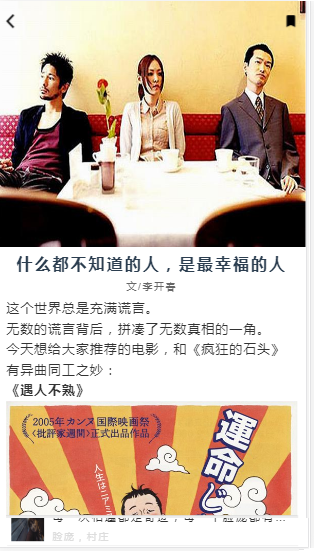 什么都不知道的人，是最幸福的人
文/李开春
这个世界总是充满谎言。
无数的谎言背后，拼凑了无数真相的一角。
今天想给大家推荐的电影，和《疯狂的石头》
有异曲同工之妙：
《遇人不熟》
2005年カンヌ国際映画祭
〈批評家週間〉正式出品作品
運命じ
人生はニアミ